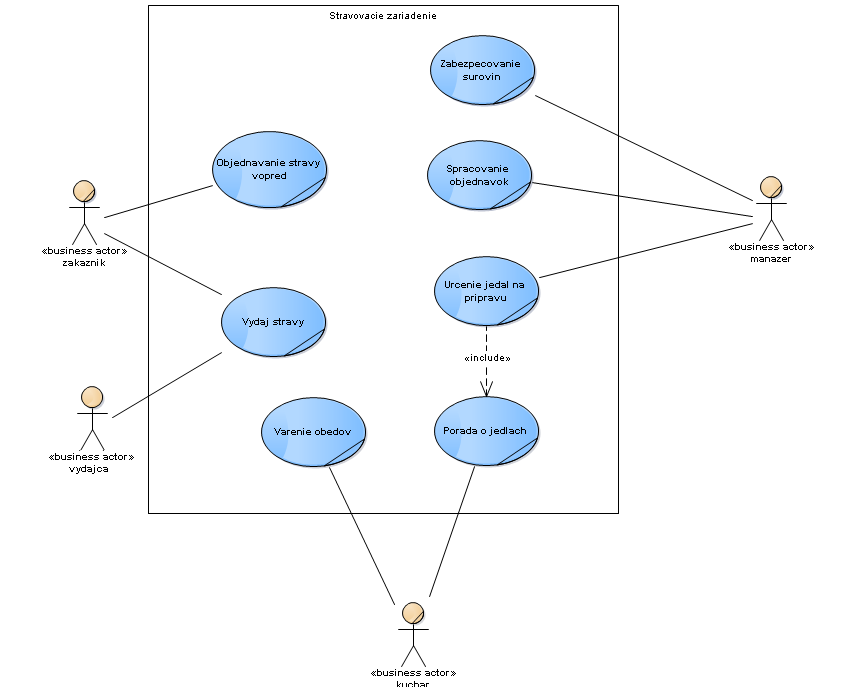 Stravovacie zariadenie
Zabezpecovanie
surovin
Objednavanie stravy
vopred
Spracovanie
objednavok
«business actor»
zakaznik
«business actor»
manazer
Urcenie jedal na
pripravu
Vydaj stravy
«include»
Varenie obedov
Porada o jedlach
«business actor»
vydajca
«business actor»
kuchar